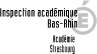 Inspection académique
Bas-Rhin
Académie
Strasbourg